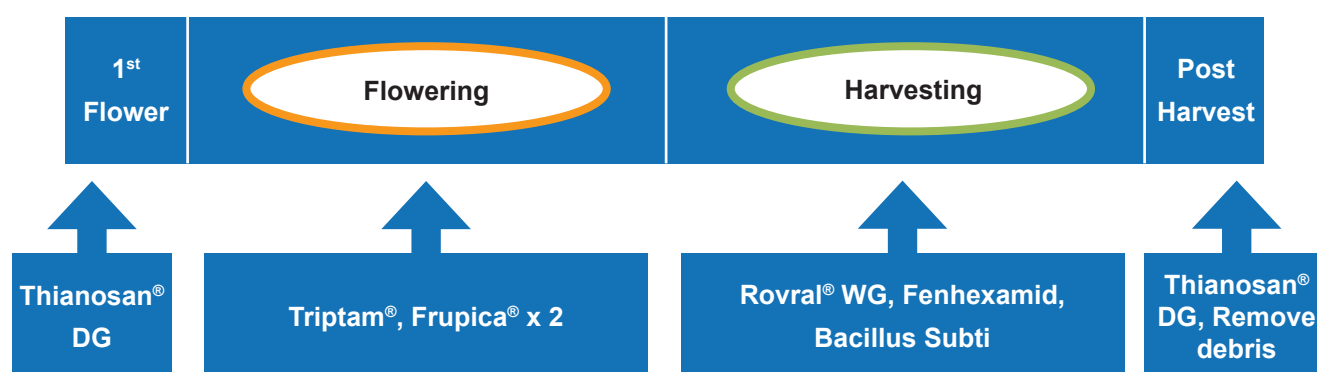 1st
Flower
Flowering
Harvesting
Post
Harvest
Thianosan®
DG
Triptam®, Frupica® x 2
Rovral® WG, Fenhexamid,
Bacillus Subti
Thianosan®
DG, Remove
debris